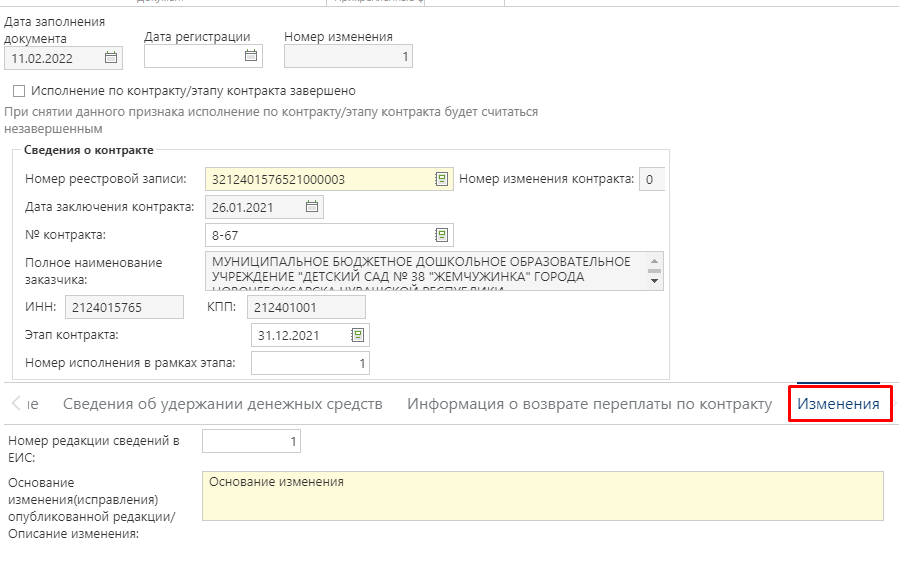 Дата заполнения
документа
Дата регистрации
Номер изменения
11.02.2022
1
Исполнение по контракту/этапу контракта завершено
При снятии данного признака исполнение по контракту/этапу контракта будет считаться
незавершенным
Сведения о контракте
Номер реестровой записи:
3212401576521000003
Номер изменения контракта:
0
Дата заключения контракта:
26.01.2021
№ контракта:
8-67
Полное наименование
заказчика:
МУНИЦИПАЛЬНОЕ БЮДЖЕТНОЕ ДОШКОЛЬНОЕ ОБРАЗОВАТЕЛЬНОЕ
УЧРЕЖДЕНИЕ "ДЕТСКИЙ САД № 38 "ЖЕМЧУЖИНКА" ГОРОДА
НОВОЧЕБОКСАРСКА ЧУВАШСКОЙ РЕСПУБЛИКИ
ИНН:
2124015765
КПП:
212401001
Этап контракта:
31.12.2021
Номер исполнения в рамках этапа:
1
ие
Сведения об удержании денежных средств
Информация о возврате переплаты по контракту
Изменения
Номер редакции сведений в
ЕИС:
1
Основание
изменения(исправления)
опубликованной редакции/
Описание изменения:
Основание изменения